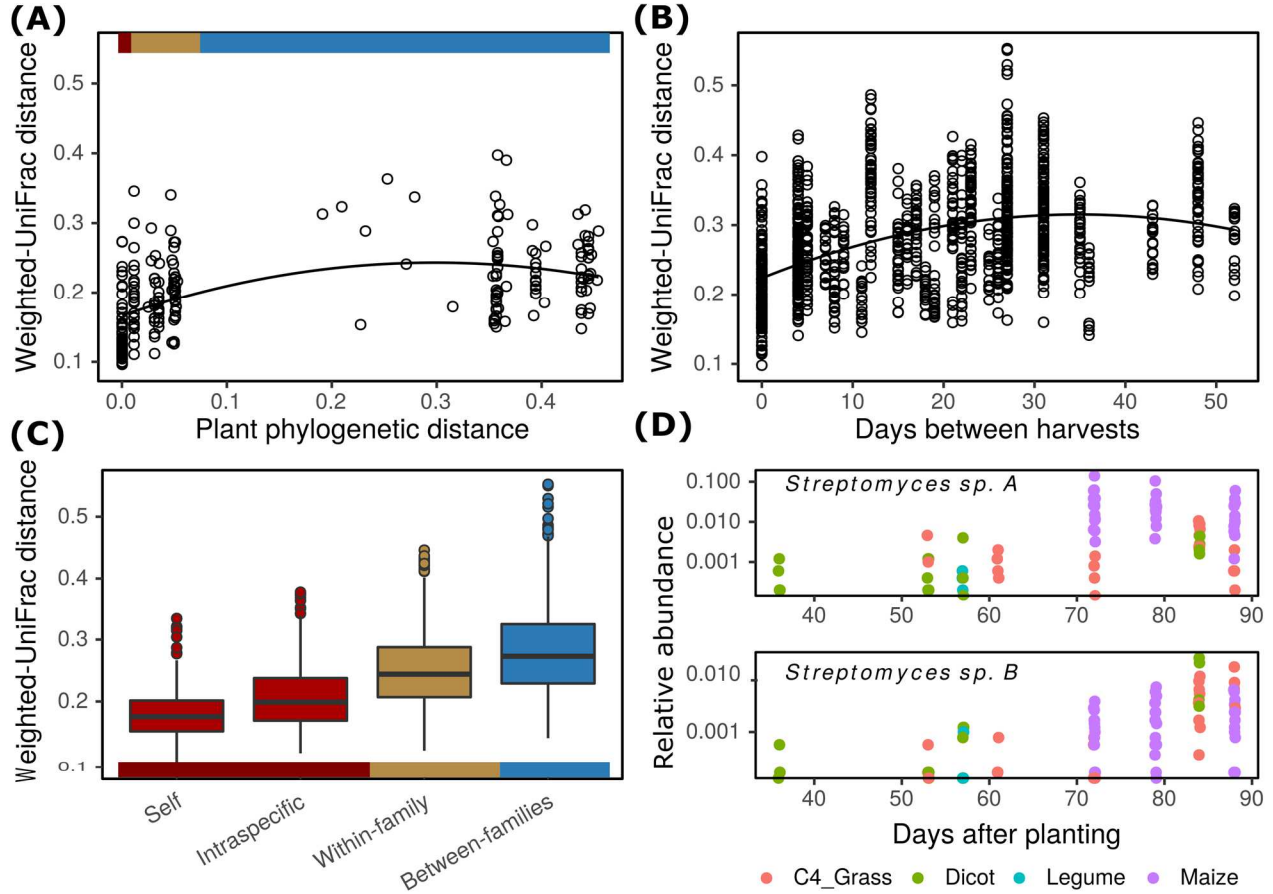 (A)
Weighted-UniFrac distance
0.5
0.4
0.3
0.2
0.1
0.0 0.1 0.2 0.3 0.4
Plant phylogenetic distance
(B)
Weighted-UniFrac distance
0.5
0.4
0.3
0.2
0.1
0 10 20 30 40 50
Days between harvests
(C)
Weighted-UniFrac distance
0.5
0.4
0.3
0.2
0.1
Self Intraspecific Within-family Between-families
(D)
Relative abundance
Streptomyces sp. A
0.100
0.010
0.001
40 50 60 70 80 90
Streptomyces sp. B
0.010
0.001
40 50 60 70 80 90
Days after planting
C4_Grass Dicot Legume Maize